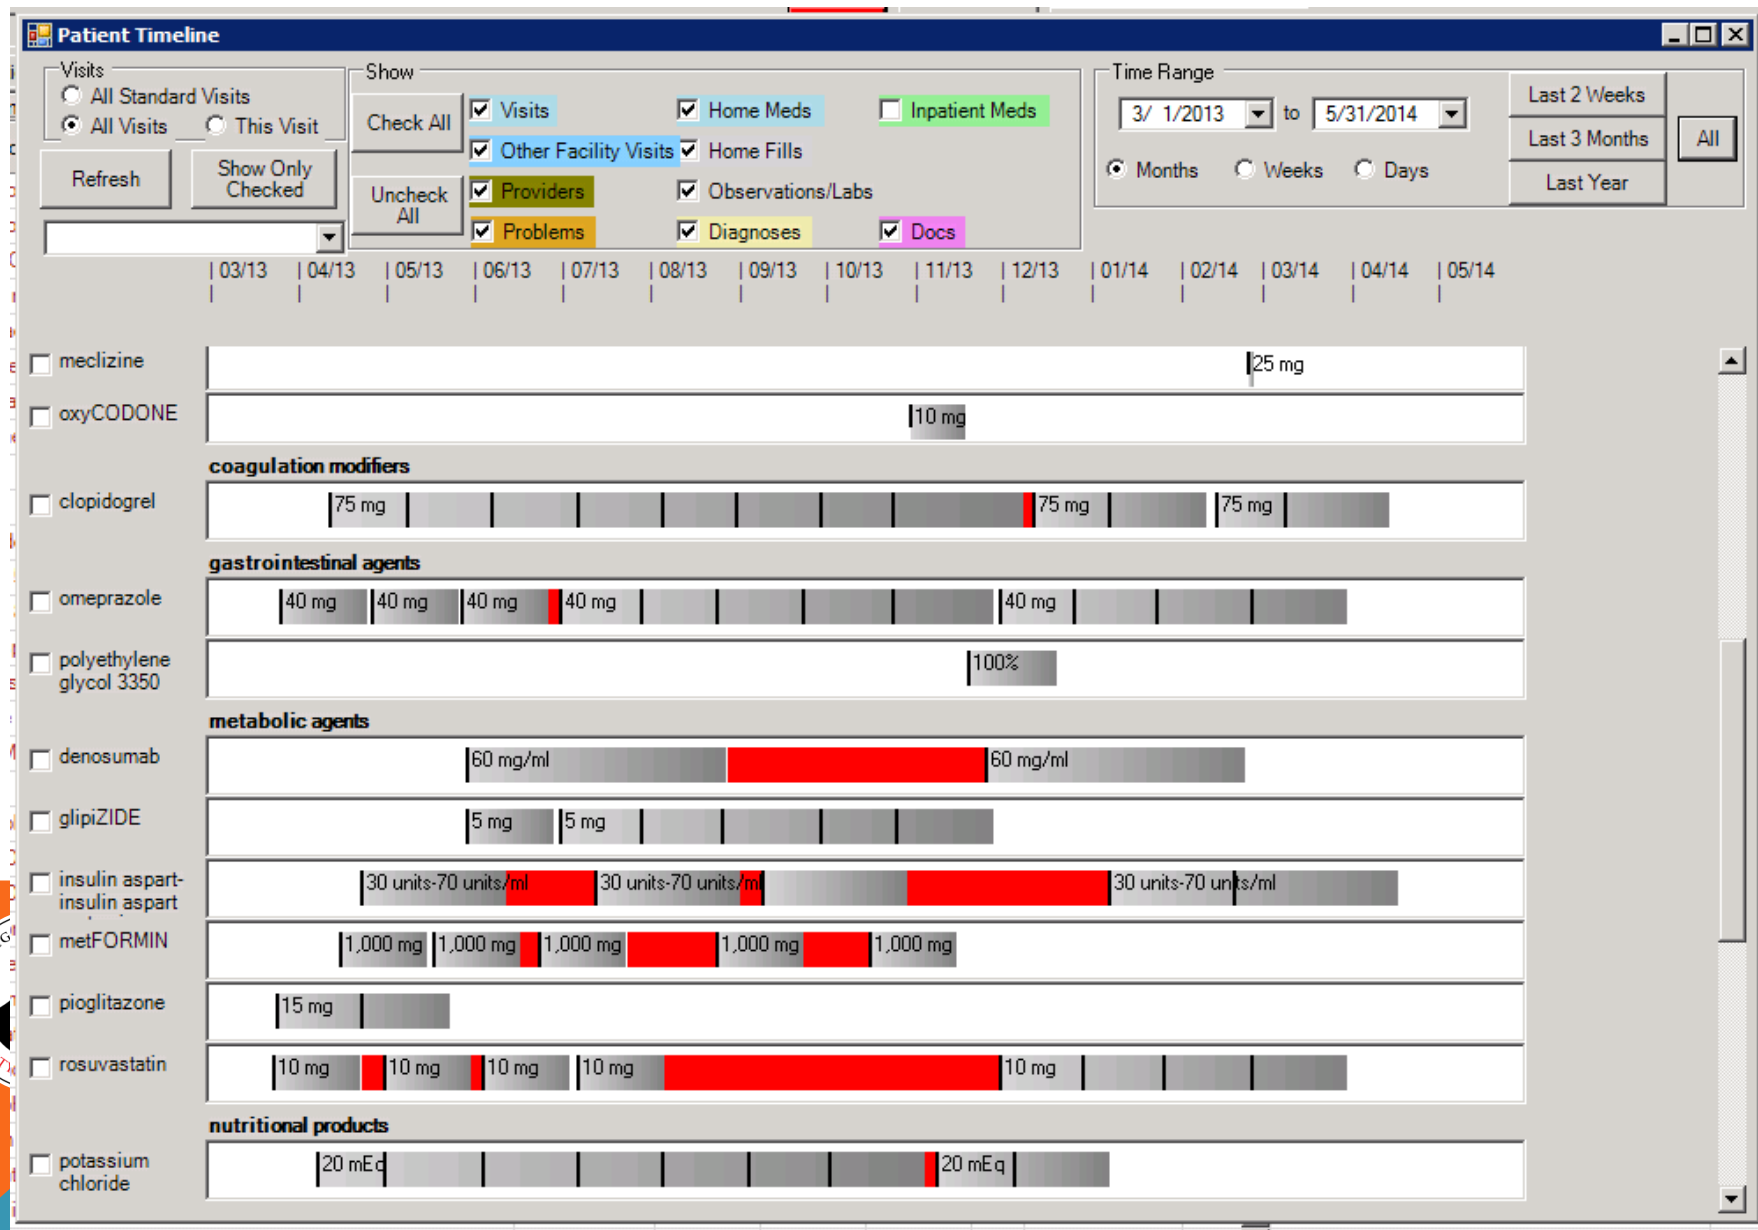 Patient Timeline
Visits
All Standard Visits
All Visits
This Visit
Refresh
Show Only Checked
Show
Check All
Uncheck All
Visits
Home Meds
Inpatient Meds
Other Facility Visits
Home Fills
Providers
Observations/Labs
Problems
Diagnoses
Docs
Time Range
3/ 1/2013 to 5/31/2014
Months
Weeks
Days
Last 2 Weeks
Last 3 Months
Last Year
All
| 03/13 | 04/13 | 05/13 | 06/13 | 07/13 | 08/13 | 09/13 | 10/13 | 11/13 | 12/13 | 01/14 | 02/14 | 03/14 | 04/14 | 05/14
meclizine 25 mg
oxyCODONE 10 mg
coagulation modifiers
clopidogrel 75 mg 75 mg 75 mg
gastrointestinal agents
omeprazole 40 mg 40 mg 40 mg 40 mg 40 mg
polyethylene
glycol 3350
100%
metabolic agents
denosumab 60 mg/ml 60 mg/ml
glipiZIDE 5 mg 5 mg
insulin aspart-
insulin aspart
30 units-70 units/ml 30 units-70 units/ml 30 units-70 units/ml
metFORMIN 1,000 mg 1,000 mg 1,000 mg 1,000 mg 1,000 mg
pioglitazone 15 mg
rosuvastatin 10 mg 10 mg 10 mg 10 mg 10 mg
nutritional products
potassium
chloride
20 mEq 20 mEq